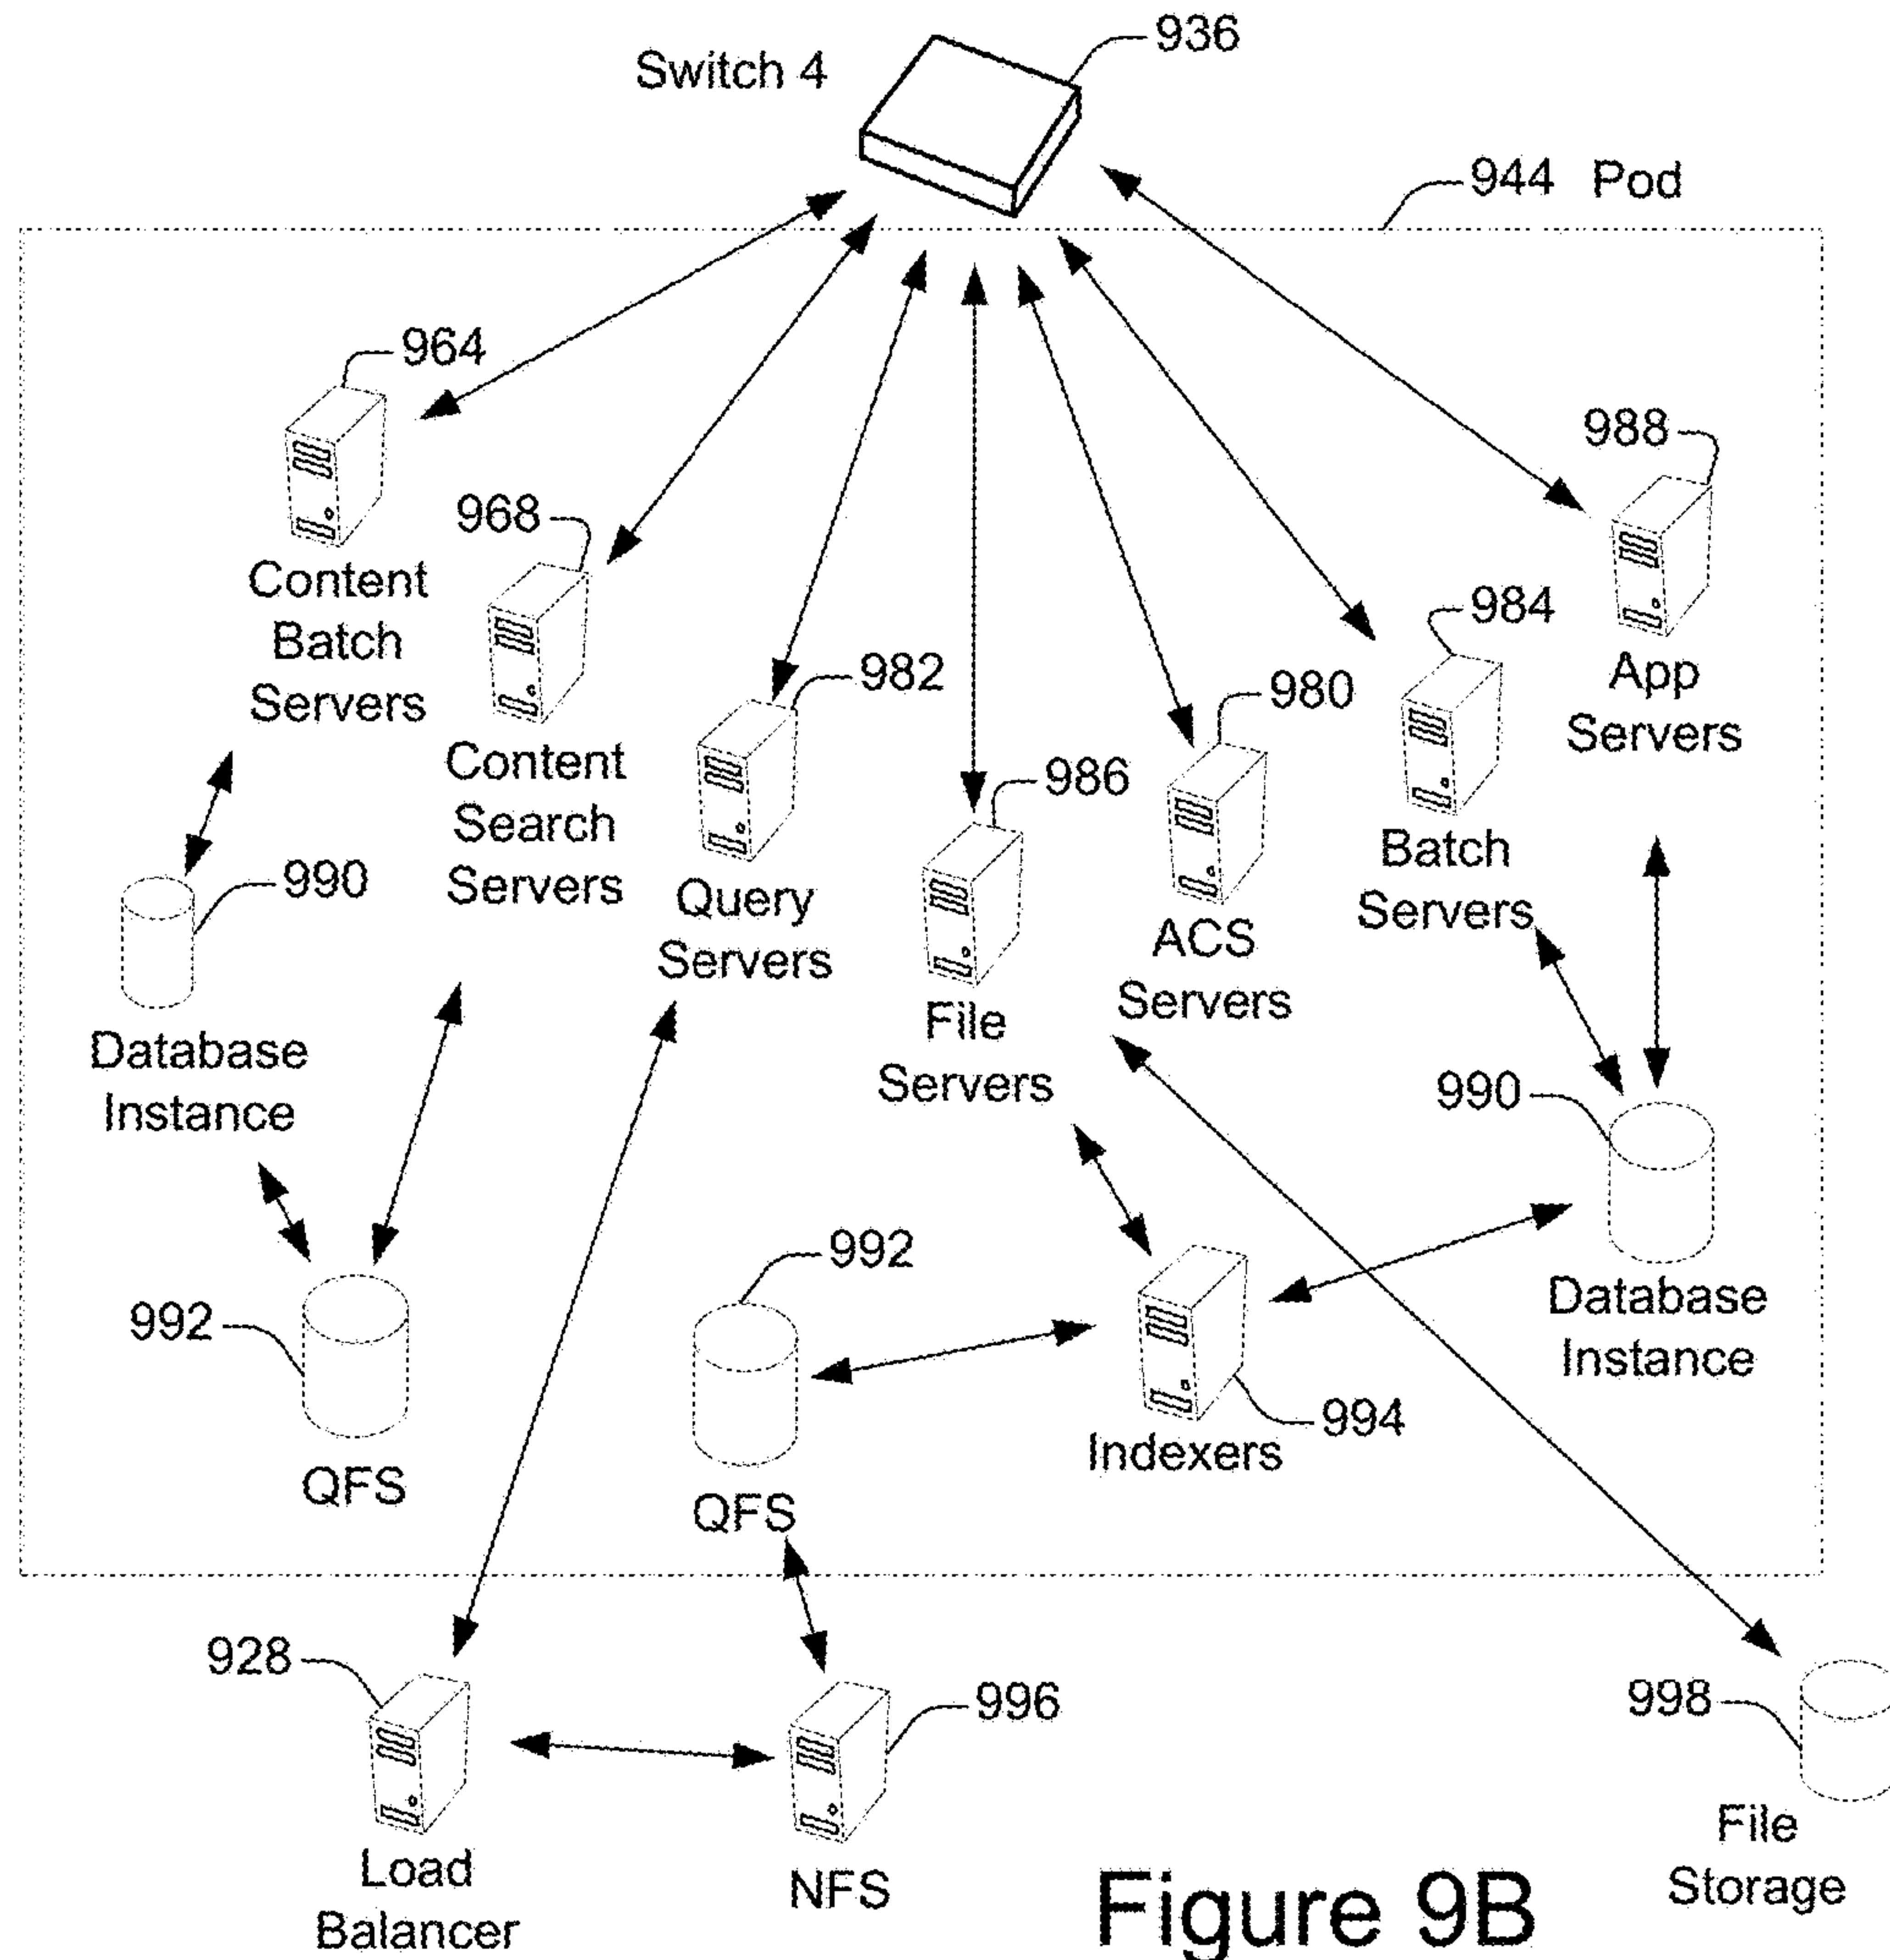 936
Switch 4
944 Pod
964
988
968
Content
Batch
Servers
984
982
980
App
Servers
Content
Search
Servers
986
Batch
Servers
990
Query
Servers
ACS
Servers
File
Servers
Database
Instance
990
992
992
Database
Instance
994
Indexers
QFS
QFS
928
996
998
File
Storage
Load
Balancer
NFS
Figure 9B